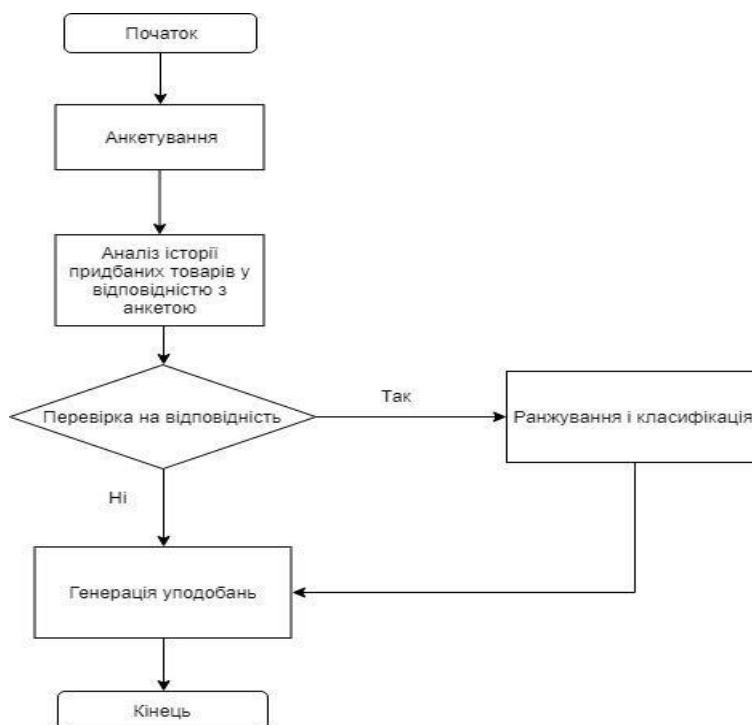 Початок
Анкетування
Аналіз історії
придбаних товарів у
відповідністю з
анкетою
Перевірка на відповідність
Так
Ранжування і класифікація
Ні
Генерація уподобань
Кінець